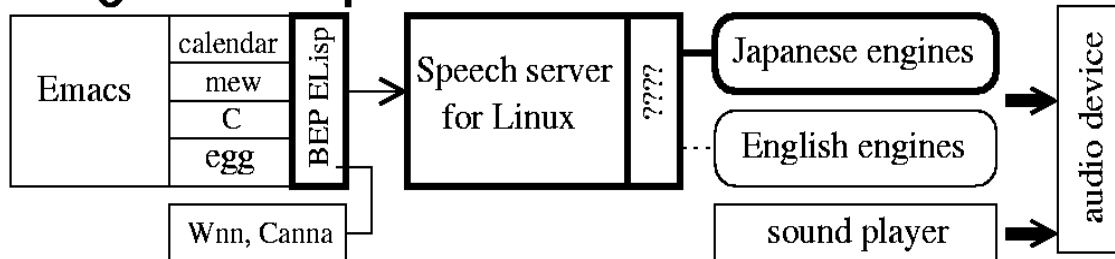 Emacs
calendar
mew
C
egg
BEP ELisp
Wnn, Canna
Speech server
for Linux
????
Japanese engines
English engines
sound player
audio device